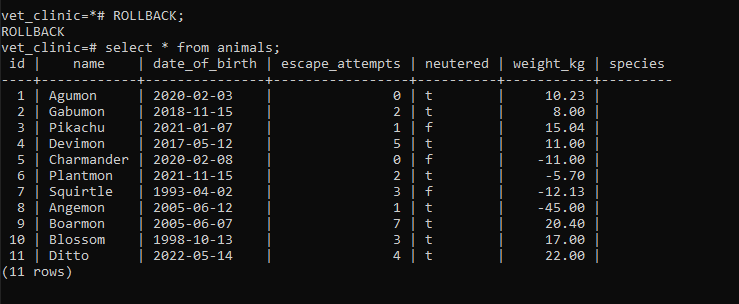 vet_clinic=*# ROLLBACK;
ROLLBACK
vet_clinic=# select * from animals;
 id |    name    | date_of_birth | escape_attempts | neutered | weight_kg | species
----+------------+---------------+-----------------+----------+-----------+---------
  1 | Agumon     | 2020-02-03    |               0 | t        |     10.23 |
  2 | Gabumon    | 2018-11-15    |               2 | t        |      8.00 |
  3 | Pikachu    | 2021-01-07    |               1 | f        |     15.04 |
  4 | Devimon    | 2017-05-12    |               5 | t        |     11.00 |
  5 | Charmander | 2020-02-08    |               0 | f        |    -11.00 |
  6 | Plantmon   | 2021-11-15    |               2 | t        |     -5.70 |
  7 | Squirtle   | 1993-04-02    |               3 | f        |    -12.13 |
  8 | Angemon    | 2005-06-12    |               1 | t        |    -45.00 |
  9 | Boarmon    | 2005-06-07    |               7 | t        |     20.40 |
 10 | Blossom    | 1998-10-13    |               3 | t        |     17.00 |
 11 | Ditto      | 2022-05-14    |               4 | t        |     22.00 |
(11 rows)